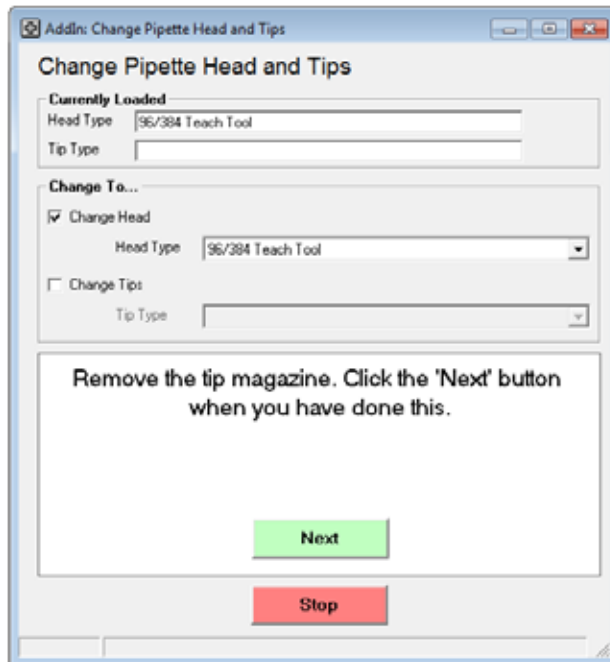 AddIn: Change Pipette Head and Tips
Change Pipette Head and Tips
Currently Loaded
Head Type 96/384 Teach Tool
Tip Type
Change To...
Change Head
Head Type 96/384 Teach Tool
Change Tips
Tip Type
Remove the tip magazine. Click the 'Next' button
when you have done this.
Next
Stop